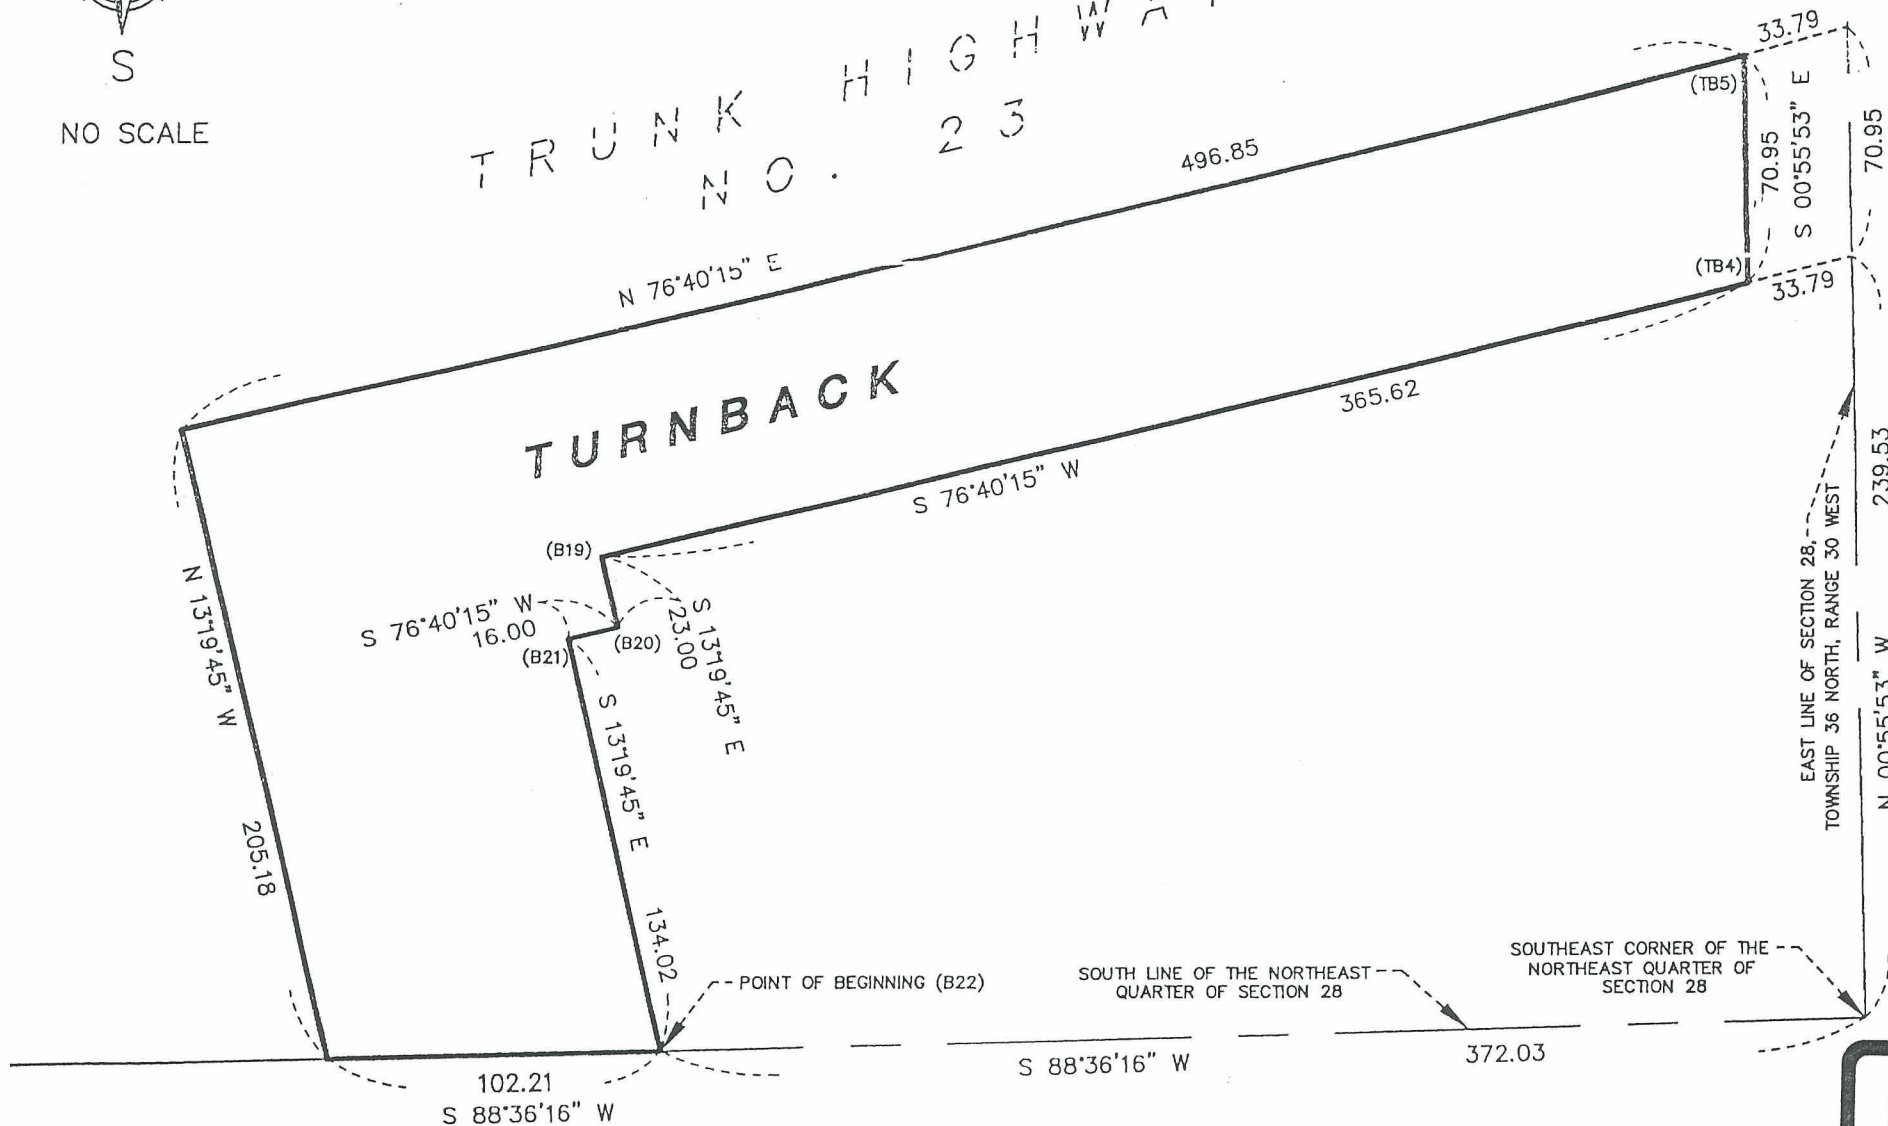 S
NO SCALE
TRUNK HIGHWA
NO. 23
33.79
(TB5)
70.95
S 00°55'53" E
70.95
496.85
N 76°40'15" E
(TB4)
33.79
TURNBACK
365.62
S 76°40'15" W
239.53
EAST LINE OF SECTION 28,
TOWNSHIP 36 NORTH, RANGE 30 WEST
N 00°55'53" W
(B19)
N 13°19'45" W
205.18
S 76°40'15" W
16.00
(B21)
(B20)
S 13°19'45" E
23.00
S 13°19'45" E
134.02
POINT OF BEGINNING (B22)
SOUTH LINE OF THE NORTHEAST
QUARTER OF SECTION 28
SOUTHEAST CORNER OF THE
NORTHEAST QUARTER OF
SECTION 28
S 88°36'16" W
372.03
102.21
S 88°36'16" W